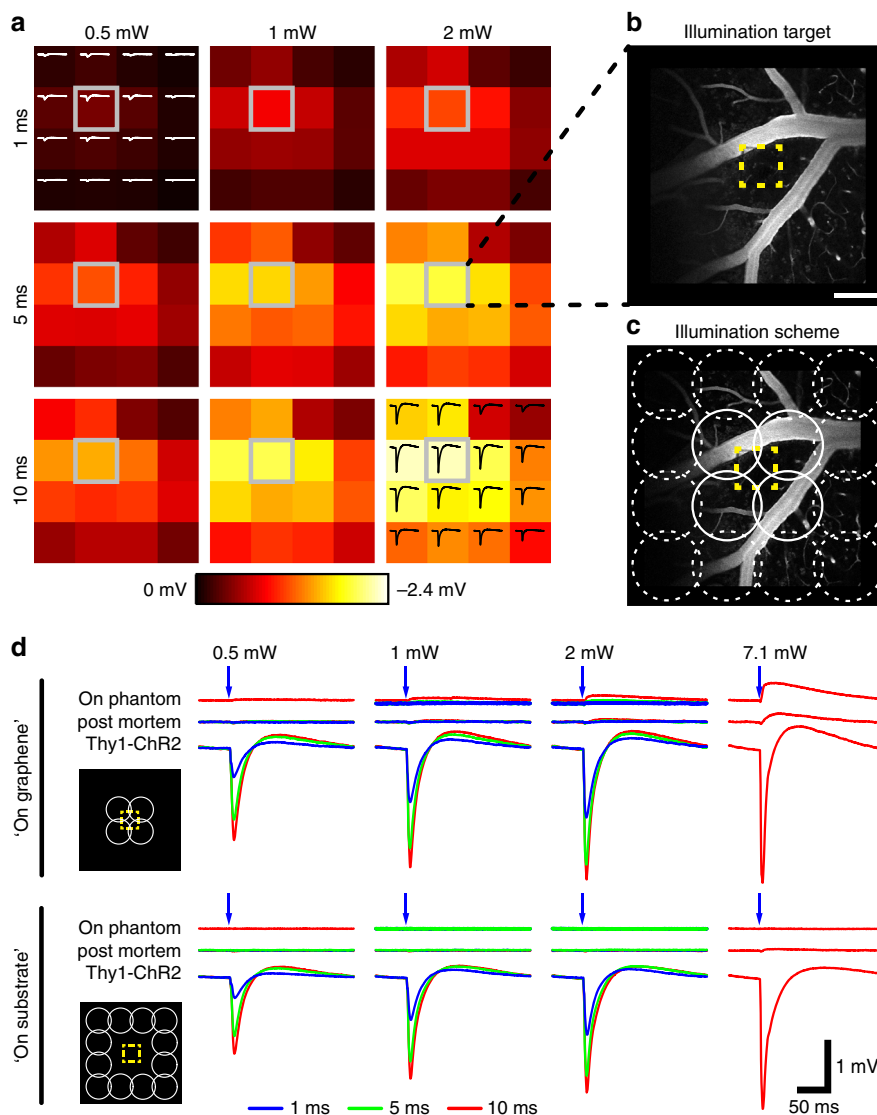 a
0.5 mW
1 mW
2 mW
1 ms
5 ms
10 ms
0 mV
–2.4 mV
b
Illumination target
c
Illumination scheme
d
0.5 mW
1 mW
2 mW
7.1 mW
'On graphene'
On phantom
post mortem
Thy1-ChR2
'On substrate'
On phantom
post mortem
Thy1-ChR2
1 ms
5 ms
10 ms
1 mV
50 ms